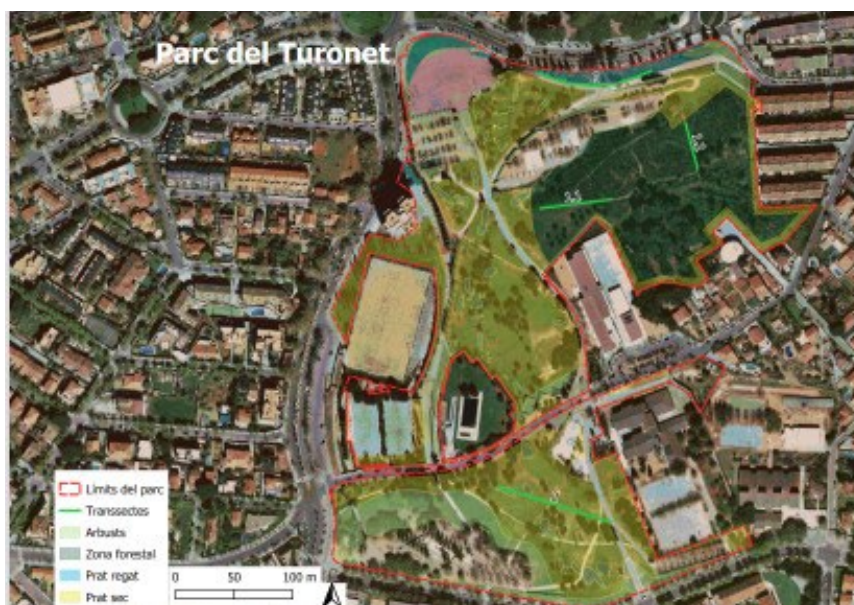 Parc del Turonet
Límits del parc
Transsectes
Arbusts
Zona forestal
Prat regat
Prat sec
0 50 100 m